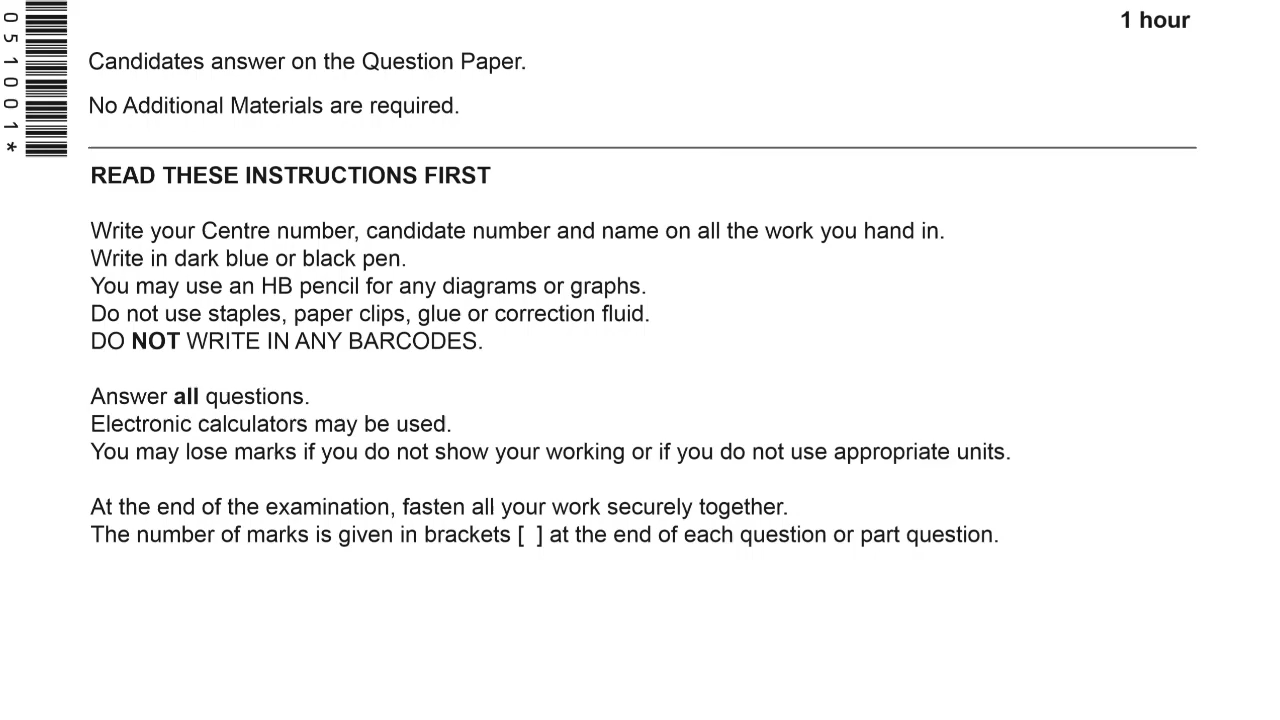 1 hour
Candidates answer on the Question Paper.
No Additional Materials are required.
READ THESE INSTRUCTIONS FIRST
Write your Centre number, candidate number and name on all the work you hand in.
Write in dark blue or black pen.
You may use an HB pencil for any diagrams or graphs.
Do not use staples, paper clips, glue or correction fluid.
DO NOT WRITE IN ANY BARCODES.
Answer all questions.
Electronic calculators may be used.
You may lose marks if you do not show your working or if you do not use appropriate units.
At the end of the examination, fasten all your work securely together.
The number of marks is given in brackets [ ] at the end of each question or part question.
051001*